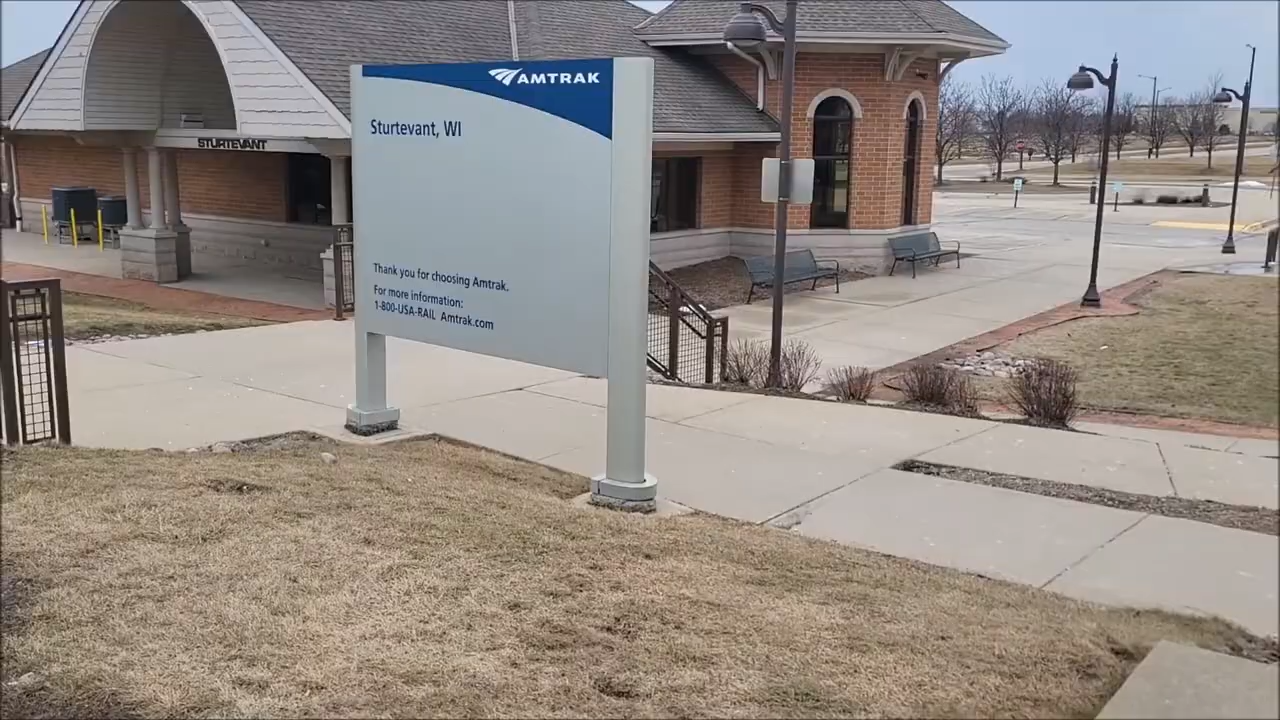 AMTRAK
Sturtevant, WI
STURTEVANT
Thank you for choosing Amtrak.
For more information:
1-800-USA-RAIL Amtrak.com